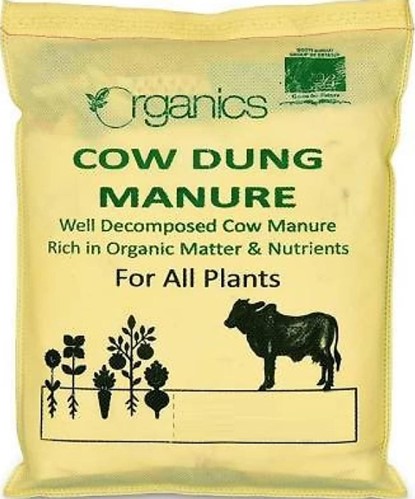 Organics
COW DUNG
MANURE
Well Decomposed Cow Manure
Rich in Organic Matter & Nutrients
For All Plants